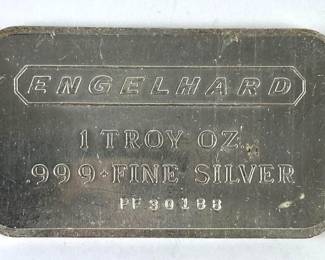 ENGELHARD
1 TROY OZ.
.999+FINE SILVER
PF30188